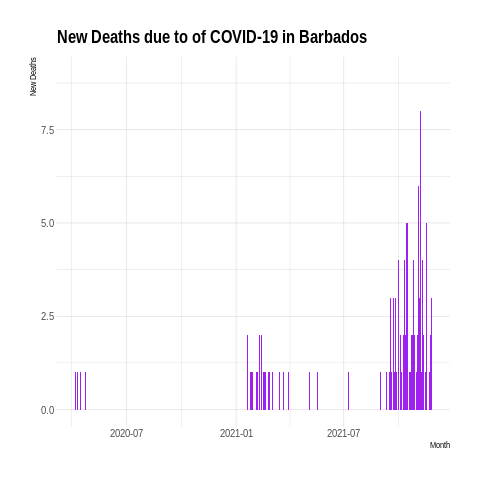 New Deaths due to of COVID-19 in Barbados
New Deaths
7.5
5.0
2.5
0.0
2020-07 2021-01 2021-07
Month